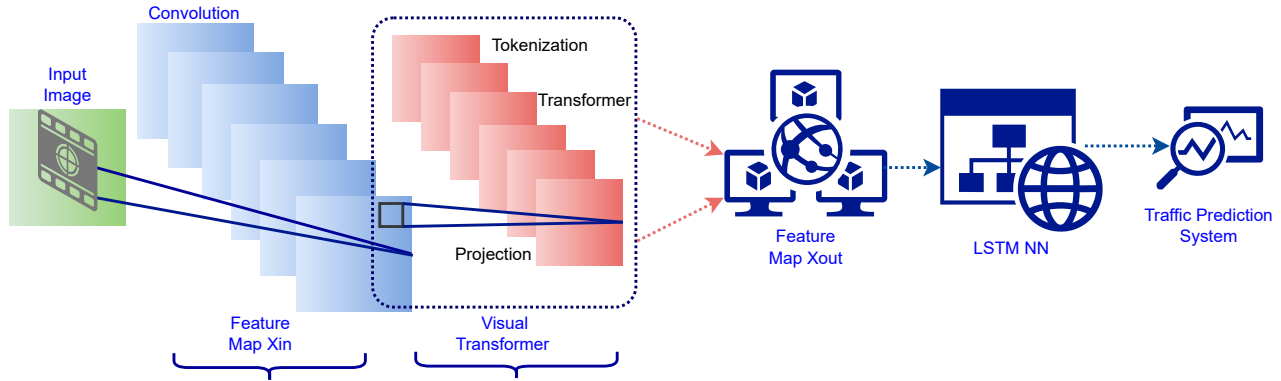 Convolution
Input
Image
Tokenization
Transformer
Projection
Feature
Map Xin
Visual
Transformer
Feature
Map Xout
LSTM NN
Traffic Prediction
System